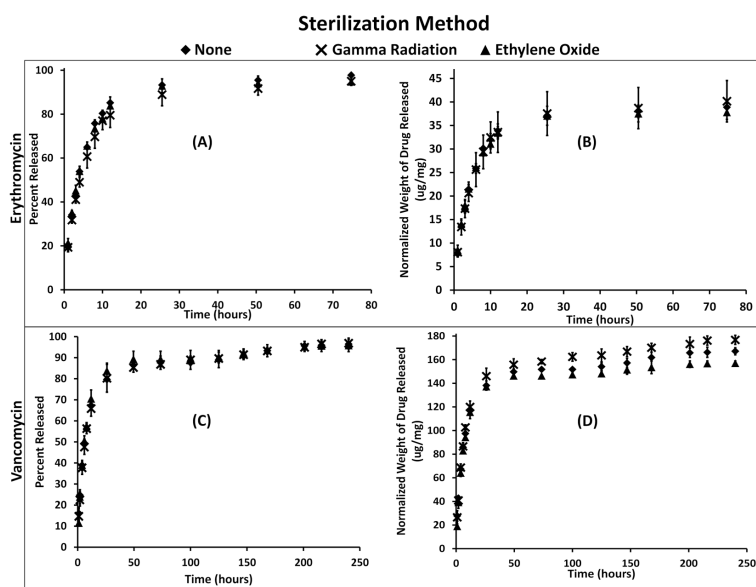 Sterilization Method
◆ None × Gamma Radiation ▲ Ethylene Oxide
Erythromycin
Percent Released
100
80
60
40
20
0
(A)
0 10 20 30 40 50 60 70 80
Time (hours)
Normalized Weight of Drug Released
(ug/mg)
45
40
35
30
25
20
15
10
5
0
(B)
0 10 20 30 40 50 60 70 80
Time (hours)
Vancomycin
Percent Released
100
90
80
70
60
50
40
30
20
10
0
(C)
0 50 100 150 200 250
Time (hours)
Normalized Weight of Drug Released
(ug/mg)
180
160
140
120
100
80
60
40
20
0
(D)
0 50 100 150 200 250
Time (hours)